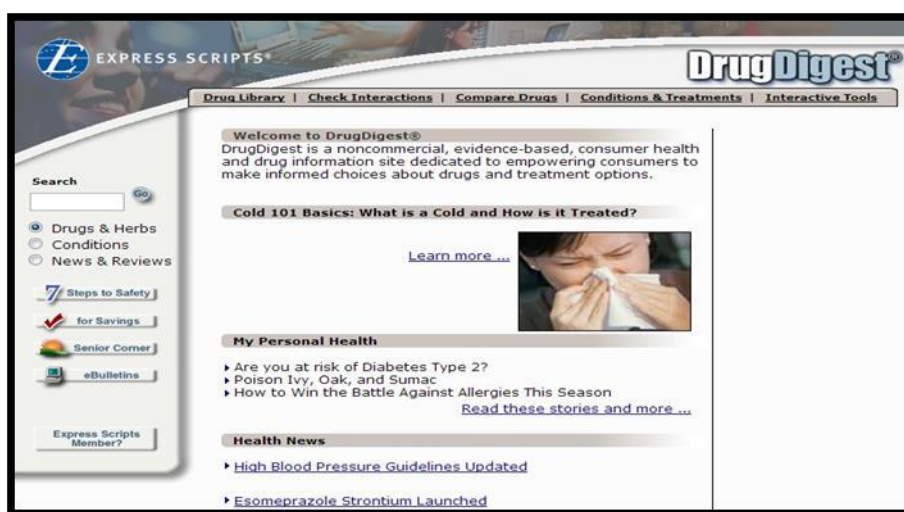 EXPRESS SCRIPTS®
DrugDigest®
Drug Library | Check Interactions | Compare Drugs | Conditions & Treatments | Interactive Tools
Welcome to DrugDigest®
DrugDigest is a noncommercial, evidence-based, consumer health
and drug information site dedicated to empowering consumers to
make informed choices about drugs and treatment options.
Search
Go
Drugs & Herbs
Conditions
News & Reviews
7 Steps to Safety
for Savings
Senior Corner
eBulletins
Express Scripts
Member?
Cold 101 Basics: What is a Cold and How is it Treated?
Learn more ...
My Personal Health
Are you at risk of Diabetes Type 2?
Poison Ivy, Oak, and Sumac
How to Win the Battle Against Allergies This Season
Read these stories and more ...
Health News
High Blood Pressure Guidelines Updated
Esomeprazole Strontium Launched